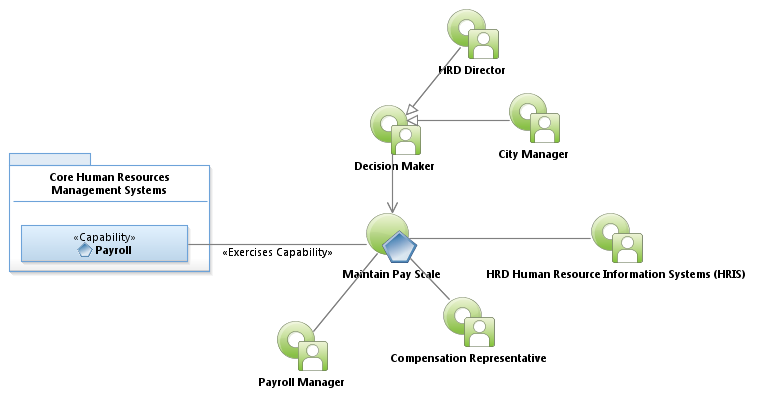 HRD Director
City Manager
Decision Maker
Core Human Resources
Management Systems
«Capability»
Payroll
«Exercises Capability»
Maintain Pay Scale
HRD Human Resource Information Systems (HRIS)
Compensation Representative
Payroll Manager